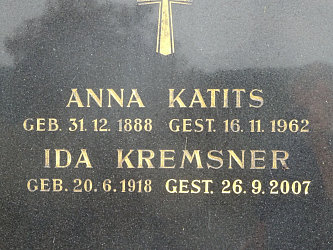 ANNA KATITS
GEB. 31. 12. 1888 GEST. 16. 11. 1962
IDA KREMSNER
GEB. 20. 6. 1918 GEST. 26. 9. 2007